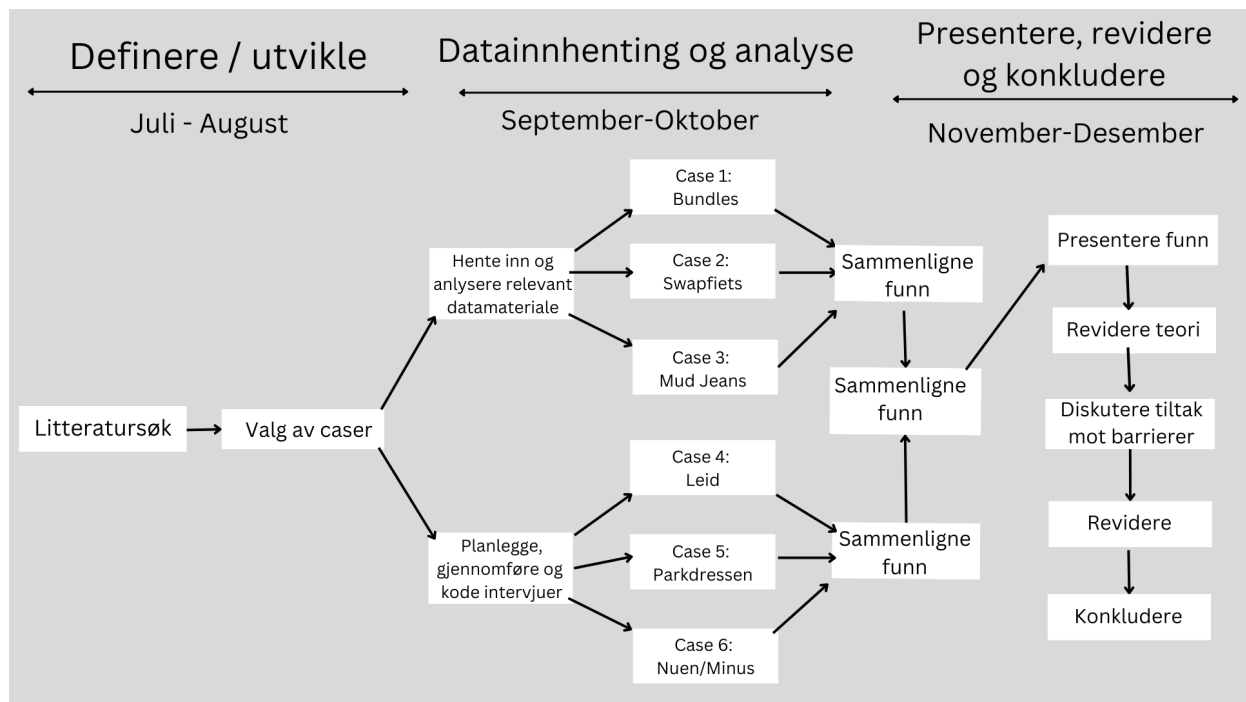 Definere / utvikle
Juli - August
Datainnhenting og analyse
September-Oktober
Presentere, revidere
og konkludere
November-Desember
Litteratursøk
Valg av caser
Hente inn og
anlysere relevant
datamateriale
Planlegge,
gjennomføre og
kode intervjuer
Case 1:
Bundles
Case 2:
Swapfiets
Case 3:
Mud Jeans
Case 4:
Leid
Case 5:
Parkdressen
Case 6:
Nuen/Minus
Sammenligne
funn
Sammenligne
funn
Sammenligne
funn
Presentere funn
Revidere teori
Diskutere tiltak
mot barrierer
Revidere
Konkludere